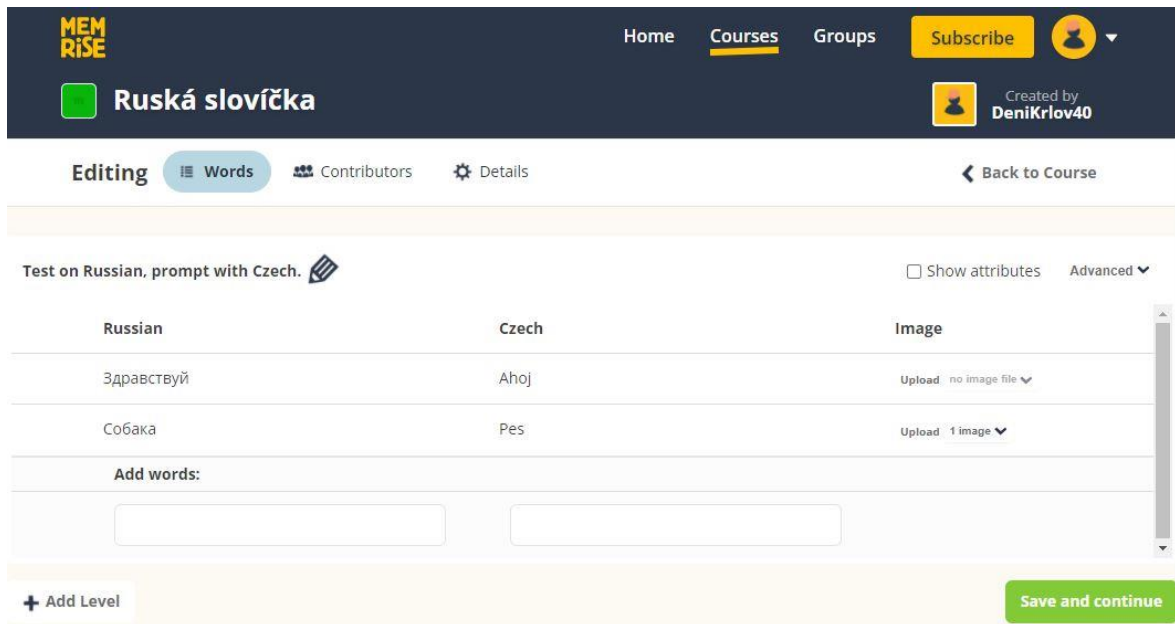 MEM
RiSE
Home Courses Groups Subscribe
Ruská slovíčka
Created by
DeniKrlov40
Editing Words Contributors Details Back to Course
Test on Russian, prompt with Czech. Show attributes Advanced
Russian Czech Image
Здравствуй Ahoj Upload no image file
Собака Pes Upload 1 image
Add words:
Add Level Save and continue